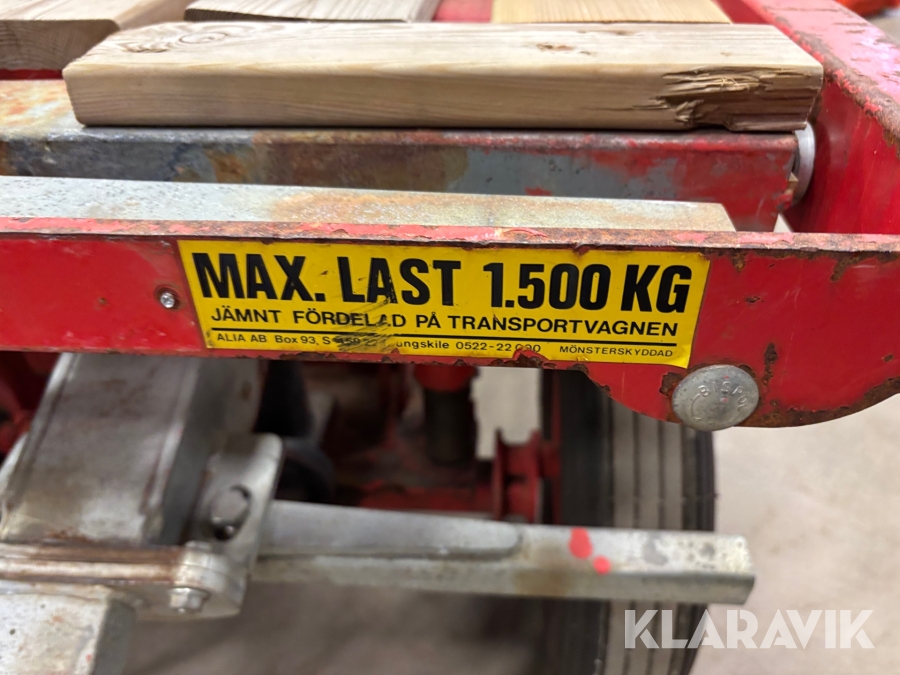 MAX. LAST 1.500 KG
JÄMNT FÖRDELAD PÅ TRANSPORTVAGNEN
ALIA AB Box 93, S 0522-22 MÖNSTERSKYDDAD
KLARAVIK